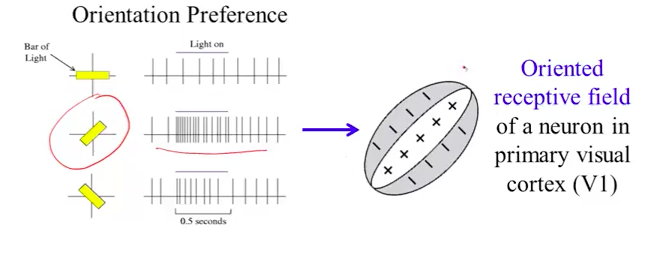 Orientation Preference
Bar of
Light
Light on
0.5 seconds
+ + + + +
Oriented
receptive field
of a neuron in
primary visual
cortex (V1)